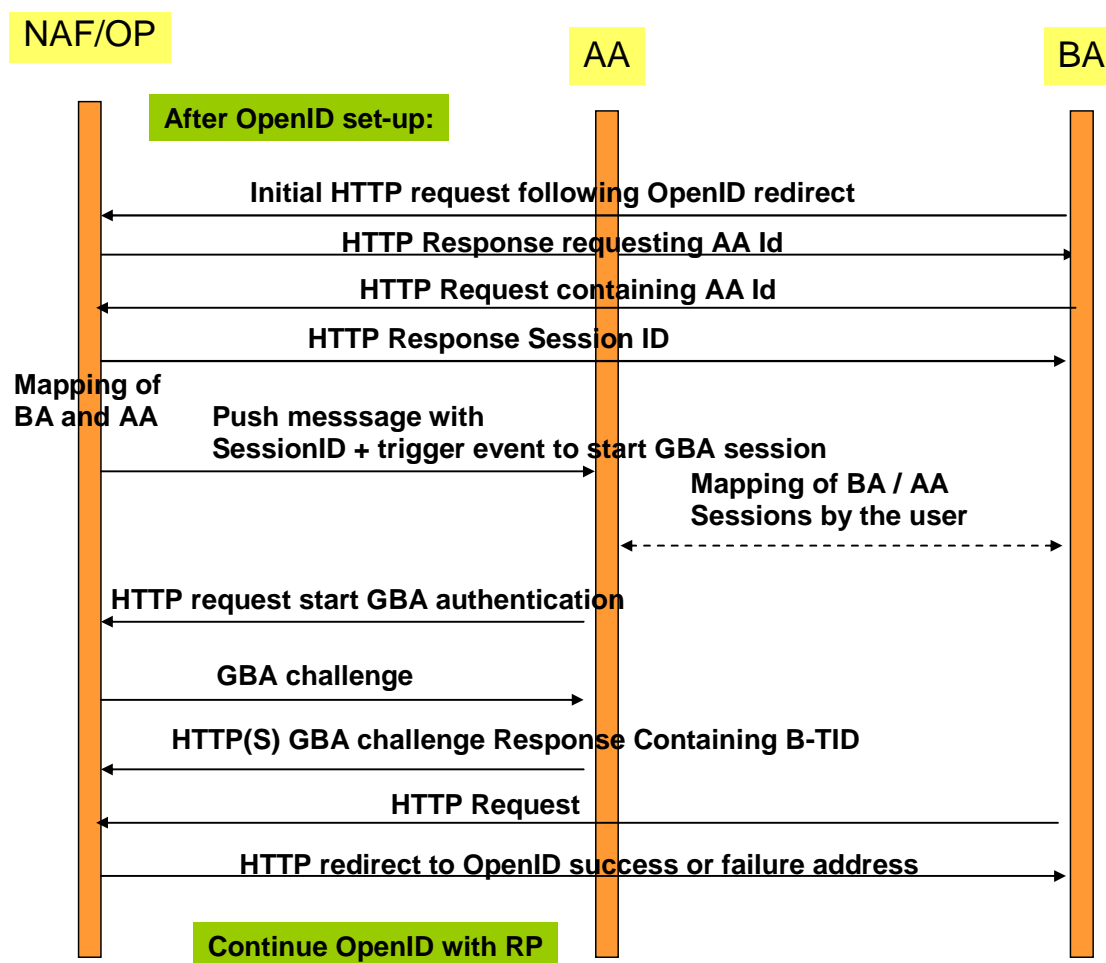 NAF/OP
AA
BA
After OpenID set-up:
Initial HTTP request following OpenID redirect
HTTP Response requesting AA Id
HTTP Request containing AA Id
HTTP Response Session ID
Mapping of
BA and AA
Push messsage with
SessionID + trigger event to start GBA session
Mapping of BA / AA
Sessions by the user
HTTP request start GBA authentication
GBA challenge
HTTP(S) GBA challenge Response Containing B-TID
HTTP Request
HTTP redirect to OpenID success or failure address
Continue OpenID with RP